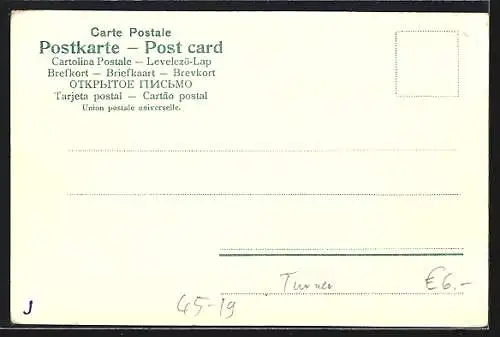 Carte Postale
Postkarte – Post card
Cartolina Postale – Levelező-Lap
Brefkort – Briefkaart – Brevkort
ОТКРЫТОЕ ПИСЬМО
Tarjeta postal – Cartão postal
Union postale universelle.
Turner €6.-
45-19
J